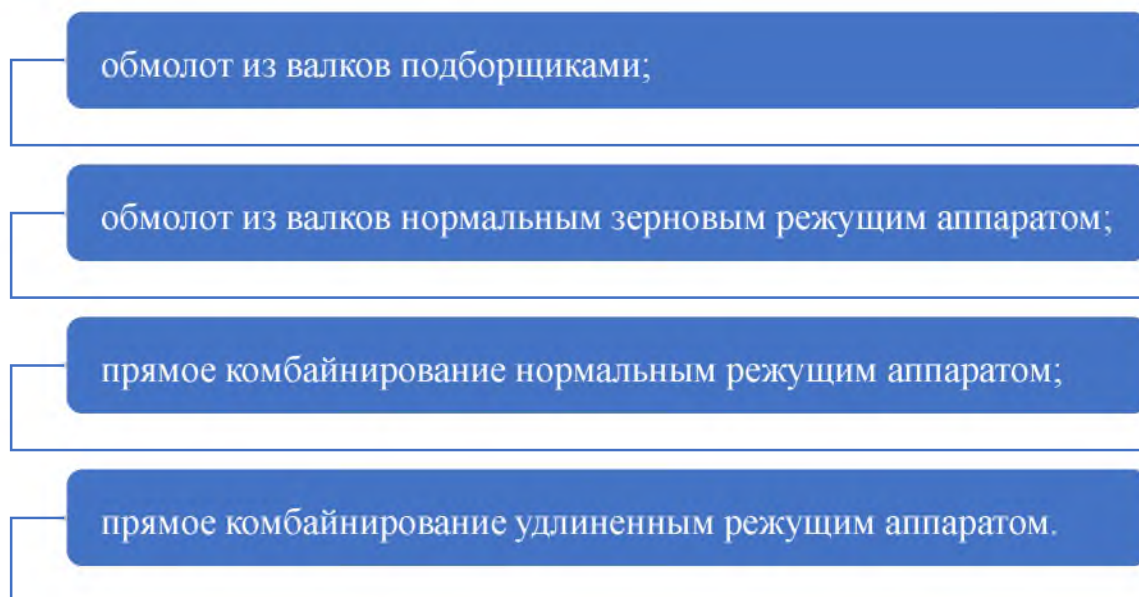 обмолот из валков подборщиками;
обмолот из валков нормальным зерновым режущим аппаратом;
прямое комбайнирование нормальным режущим аппаратом;
прямое комбайнирование удлиненным режущим аппаратом.